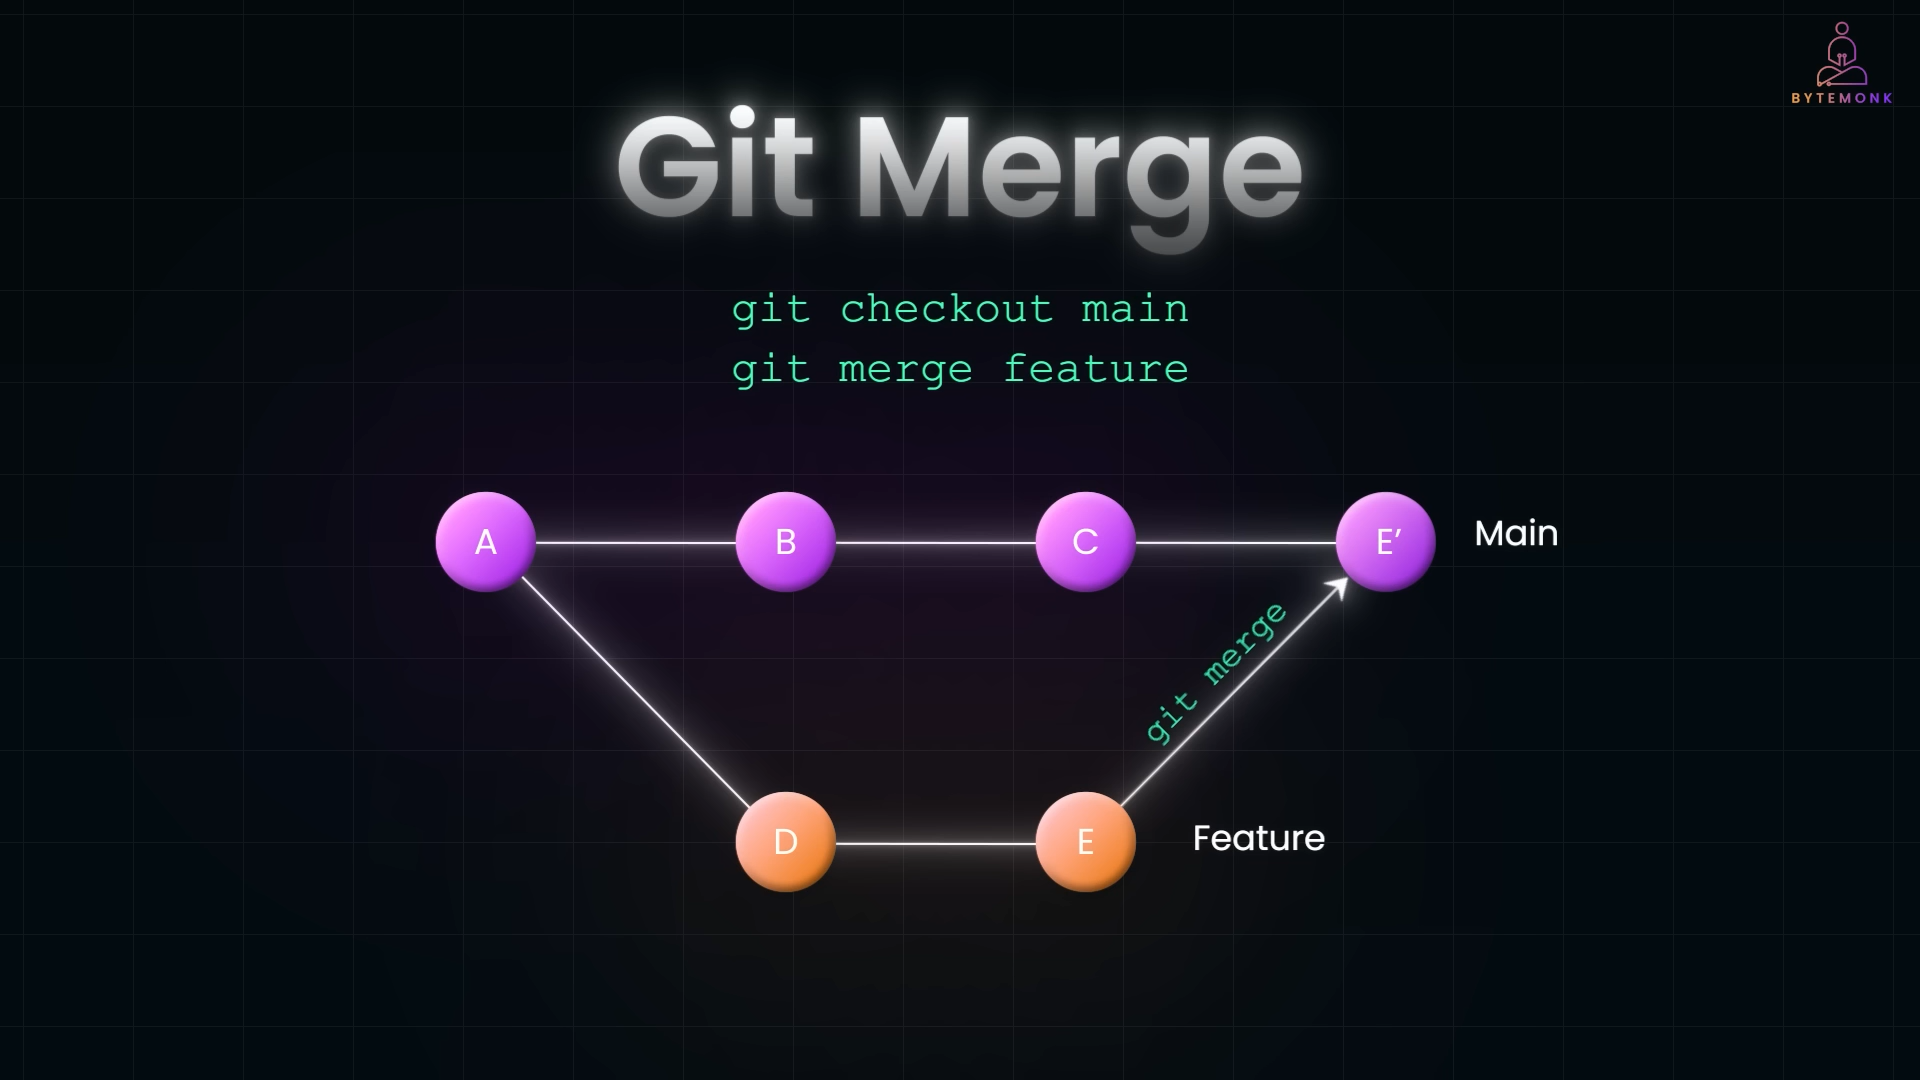 BYTEMONK
Git Merge
git checkout main
git merge feature
A
B
C
E’
Main
git merge
D
E
Feature